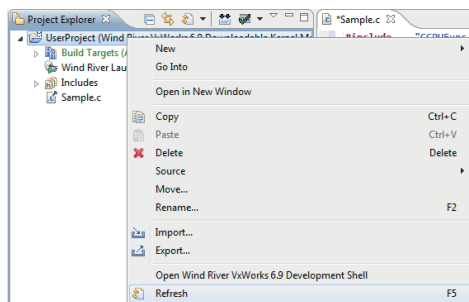 Project Explorer
*Sample.c
UserProject (Wind River VxWorks 6.9 Downloadable Kernel M
#include
Build Targets (
Wind River Lau
Includes
Sample.c
New
Go Into
Open in New Window
Copy Ctrl+C
Paste Ctrl+V
Delete Delete
Source
Move...
Rename... F2
Import...
Export...
Open Wind River VxWorks 6.9 Development Shell
Refresh F5